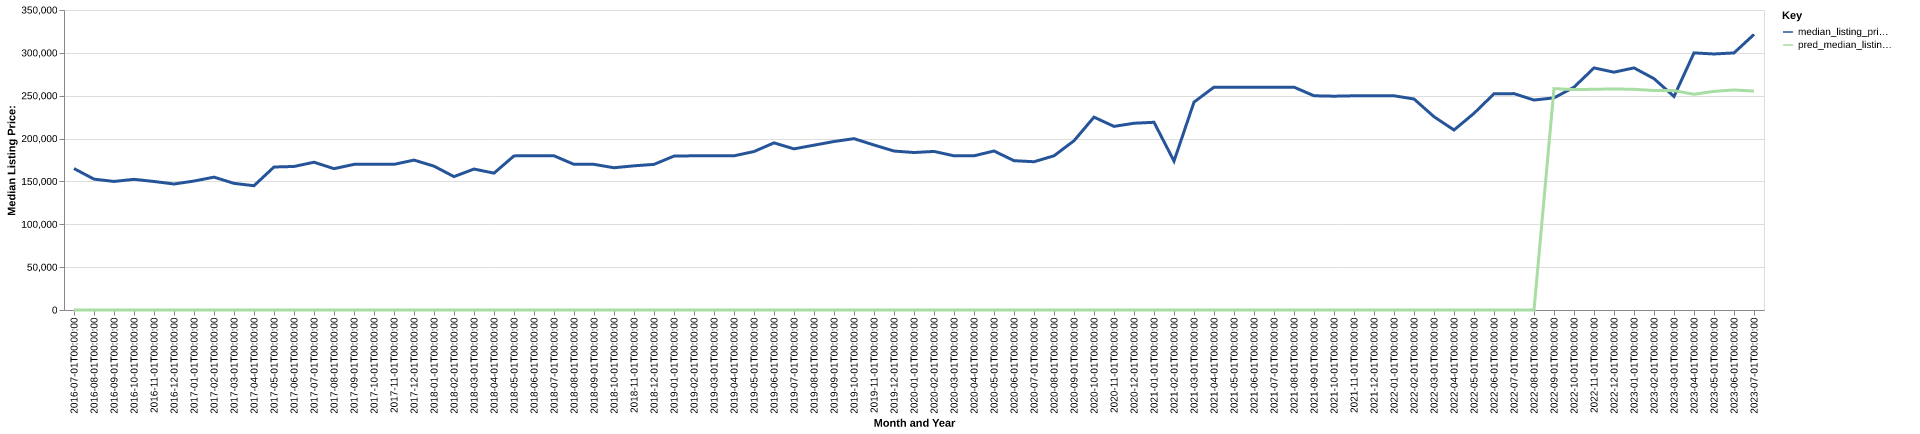 350,000
300,000
250,000
200,000
150,000
100,000
50,000
0
Median Listing Price:
2016-07-01T00:00:00
2016-08-01T00:00:00
2016-09-01T00:00:00
2016-10-01T00:00:00
2016-11-01T00:00:00
2016-12-01T00:00:00
2017-01-01T00:00:00
2017-02-01T00:00:00
2017-03-01T00:00:00
2017-04-01T00:00:00
2017-05-01T00:00:00
2017-06-01T00:00:00
2017-07-01T00:00:00
2017-08-01T00:00:00
2017-09-01T00:00:00
2017-10-01T00:00:00
2017-11-01T00:00:00
2017-12-01T00:00:00
2018-01-01T00:00:00
2018-02-01T00:00:00
2018-03-01T00:00:00
2018-04-01T00:00:00
2018-05-01T00:00:00
2018-06-01T00:00:00
2018-07-01T00:00:00
2018-08-01T00:00:00
2018-09-01T00:00:00
2018-10-01T00:00:00
2018-11-01T00:00:00
2018-12-01T00:00:00
2019-01-01T00:00:00
2019-02-01T00:00:00
2019-03-01T00:00:00
2019-04-01T00:00:00
2019-05-01T00:00:00
2019-06-01T00:00:00
2019-07-01T00:00:00
2019-08-01T00:00:00
2019-09-01T00:00:00
2019-10-01T00:00:00
2019-11-01T00:00:00
2019-12-01T00:00:00
2020-01-01T00:00:00
2020-02-01T00:00:00
2020-03-01T00:00:00
2020-04-01T00:00:00
2020-05-01T00:00:00
2020-06-01T00:00:00
2020-07-01T00:00:00
2020-08-01T00:00:00
2020-09-01T00:00:00
2020-10-01T00:00:00
2020-11-01T00:00:00
2020-12-01T00:00:00
2021-01-01T00:00:00
2021-02-01T00:00:00
2021-03-01T00:00:00
2021-04-01T00:00:00
2021-05-01T00:00:00
2021-06-01T00:00:00
2021-07-01T00:00:00
2021-08-01T00:00:00
2021-09-01T00:00:00
2021-10-01T00:00:00
2021-11-01T00:00:00
2021-12-01T00:00:00
2022-01-01T00:00:00
2022-02-01T00:00:00
2022-03-01T00:00:00
2022-04-01T00:00:00
2022-05-01T00:00:00
2022-06-01T00:00:00
2022-07-01T00:00:00
2022-08-01T00:00:00
2022-09-01T00:00:00
2022-10-01T00:00:00
2022-11-01T00:00:00
2022-12-01T00:00:00
2023-01-01T00:00:00
2023-02-01T00:00:00
2023-03-01T00:00:00
2023-04-01T00:00:00
2023-05-01T00:00:00
2023-06-01T00:00:00
2023-07-01T00:00:00
Month and Year
Key
median_listing_pri…
pred_median_listin…